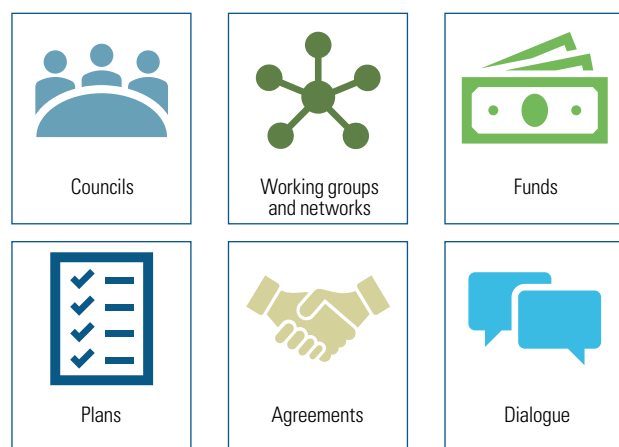 Councils
Working groups
and networks
Funds
Plans
Agreements
Dialogue